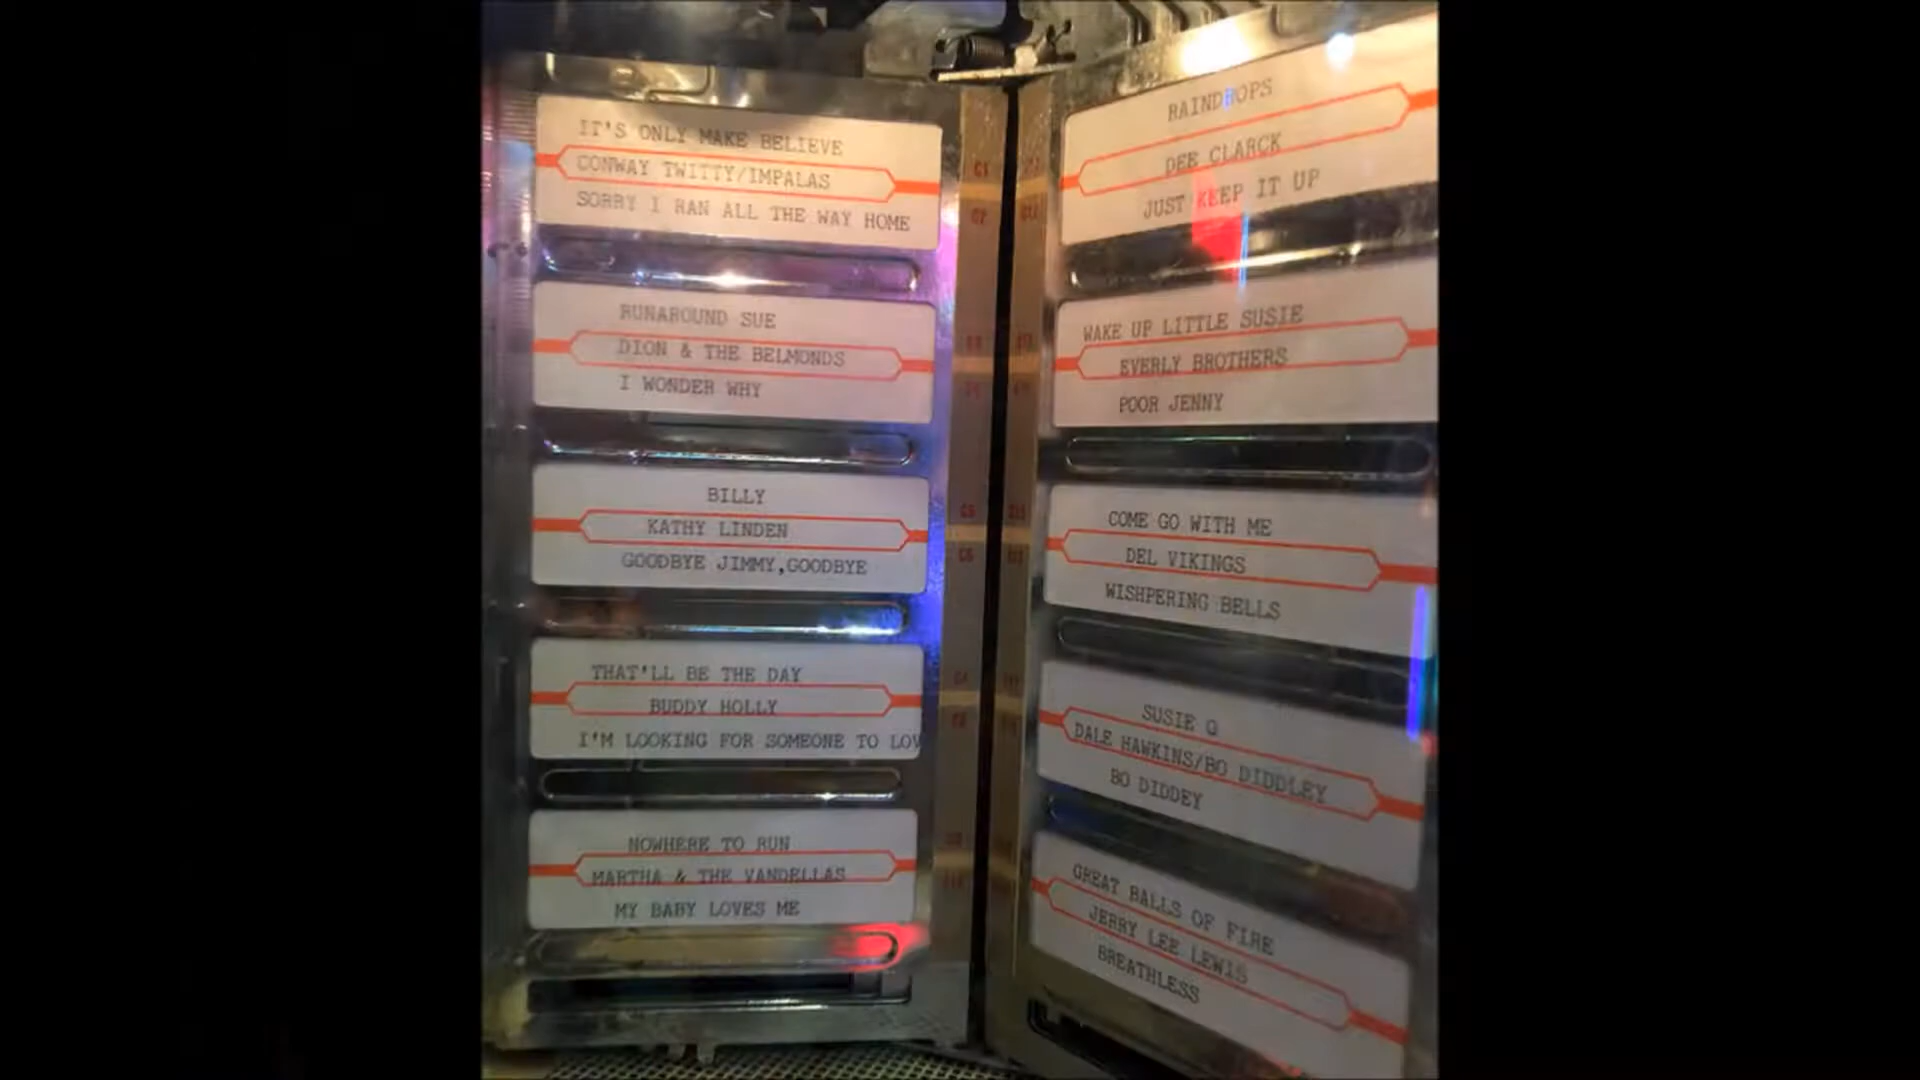 IT'S ONLY MAKE BELIEVE
CONWAY TWITTY/IMPALAS
SORRY I RAN ALL THE WAY HOME
RUNAROUND SUE
DION & THE BELMONDS
I WONDER WHY
BILLY
KATHY LINDEN
GOODBYE JIMMY,GOODBYE
THAT'LL BE THE DAY
BUDDY HOLLY
I'M LOOKING FOR SOMEONE TO LOV
NOWHERE TO RUN
MARTHA & THE VANDELLAS
MY BABY LOVES ME
C1
C2
C5
C6
RAINDROPS
DEE CLARCK
JUST KEEP IT UP
WAKE UP LITTLE SUSIE
EVERLY BROTHERS
POOR JENNY
COME GO WITH ME
DEL VIKINGS
WISHPERING BELLS
SUSIE Q
DALE HAWKINS/BO DIDDLEY
BO DIDDEY
GREAT BALLS OF FIRE
JERRY LEE LEWIS
BREATHLESS